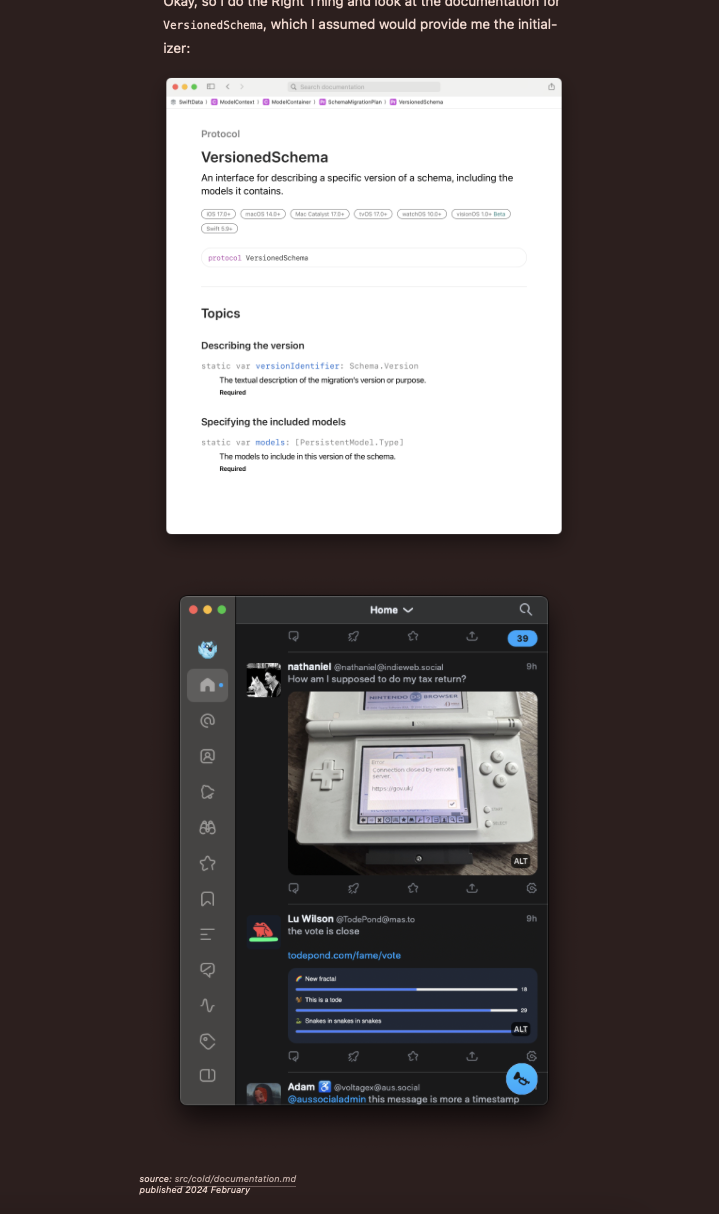 Okay, so I do the Right Thing and look at the documentation for
VersionedSchema, which I assumed would provide me the initial-
izer:
Search documentation
SwiftData | C ModelContext | C ModelContainer | Pr SchemaMigrationPlan | Pr VersionedSchema
Protocol
VersionedSchema
An interface for describing a specific version of a schema, including the
models it contains.
iOS 17.0+ macOS 14.0+ Mac Catalyst 17.0+ tvOS 17.0+ watchOS 10.0+ visionOS 1.0+ Beta
Swift 5.9+
protocol VersionedSchema
Topics
Describing the version
static var versionIdentifier: Schema.Version
The textual description of the migration's version or purpose.
Required
Specifying the included models
static var models: [PersistentModel.Type]
The models to include in this version of the schema.
Required
Home
39
nathaniel @nathaniel@indieweb.social 9h
How am I supposed to do my tax return?
NINTENDO DS BROWSER
Error
Connection closed by remote
server.
https://gov.uk/
START
SELECT
ALT
Lu Wilson @TodePond@mas.to 9h
the vote is close
todepond.com/fame/vote
New fractal
18
This is a tode
29
Snakes in snakes in snakes
ALT
Adam ♿ @voltagex@aus.social
@aussocialadmin this message is more a timestamp
source: src/cold/documentation.md
published 2024 February